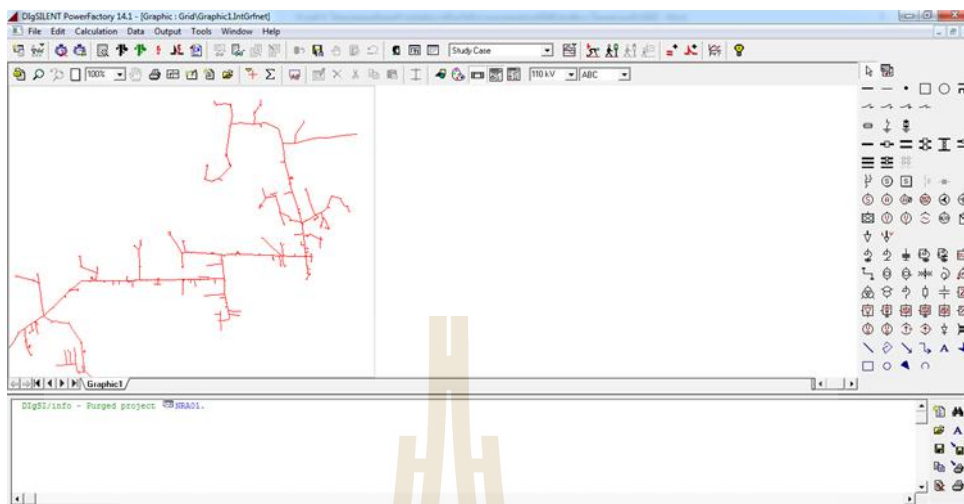 DIgSILENT PowerFactory 14.1 - [Graphic : Grid\Graphic1.IntGrfnet]
File Edit Calculation Data Output Tools Window Help
Study Case
100% 110 kV ABC
Graphic1
DIgSI/info - Purged project NRA01.